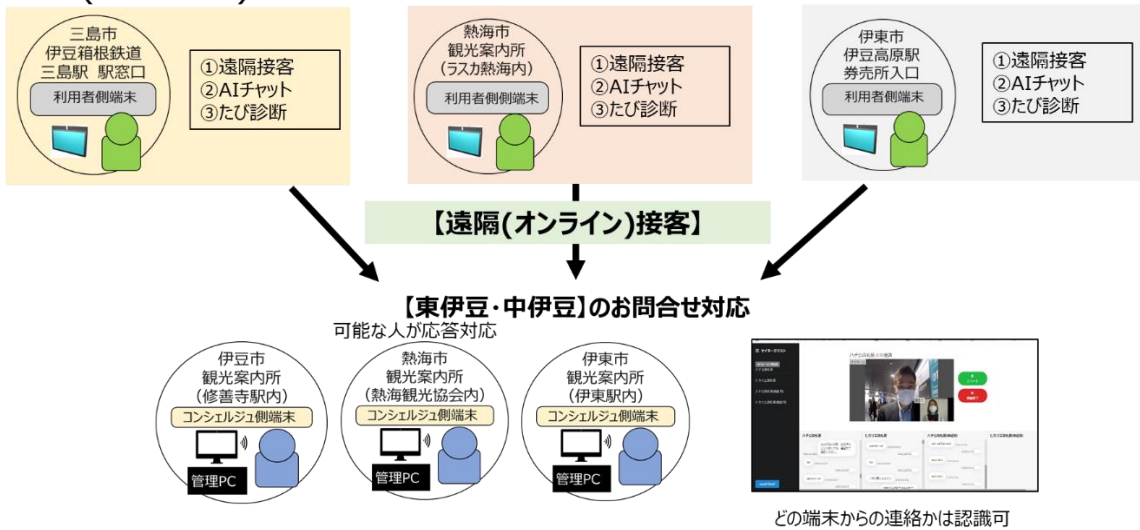 三島市
伊豆箱根鉄道
三島駅 駅窓口
利用者側端末
①遠隔接客
②AIチャット
③たび診断
熱海市
観光案内所
(ラスカ熱海内)
利用者側側端末
①遠隔接客
②AIチャット
③たび診断
伊東市
伊豆高原駅
券売所入口
利用者側端末
①遠隔接客
②AIチャット
③たび診断
【遠隔(オンライン)接客】
【東伊豆・中伊豆】のお問合せ対応
可能な人が応答対応
伊豆市
観光案内所
(修善寺駅内)
コンシェルジュ側端末
管理PC
熱海市
観光案内所
(熱海観光協会内)
コンシェルジュ側端末
管理PC
伊東市
観光案内所
(伊東駅内)
コンシェルジュ側端末
管理PC
どの端末からの連絡かは認識可